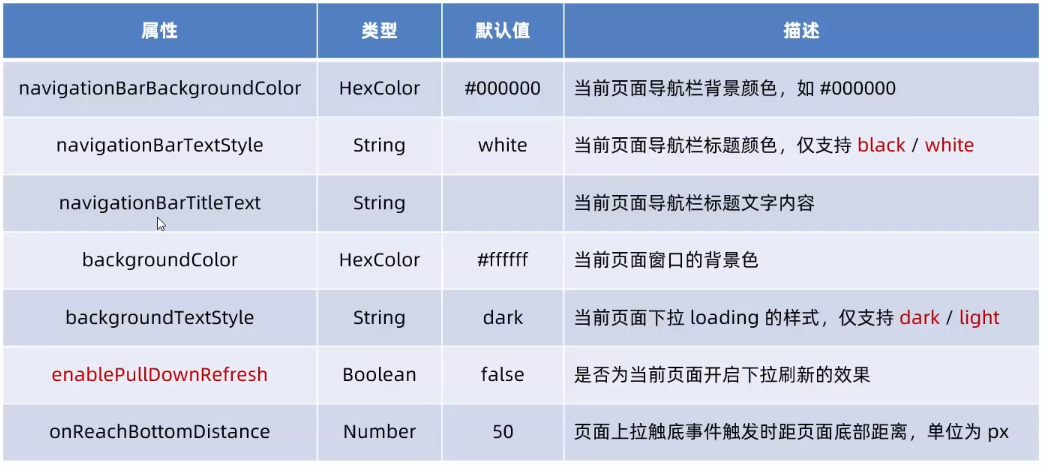 属性 类型 默认值 描述
navigationBarBackgroundColor HexColor #000000 当前页面导航栏背景颜色，如 #000000
navigationBarTextStyle String white 当前页面导航栏标题颜色，仅支持 black / white
navigationBarTitleText String 当前页面导航栏标题文字内容
backgroundColor HexColor #ffffff 当前页面窗口的背景色
backgroundTextStyle String dark 当前页面下拉 loading 的样式，仅支持 dark / light
enablePullDownRefresh Boolean false 是否为当前页面开启下拉刷新的效果
onReachBottomDistance Number 50 页面上拉触底事件触发时距页面底部距离，单位为 px